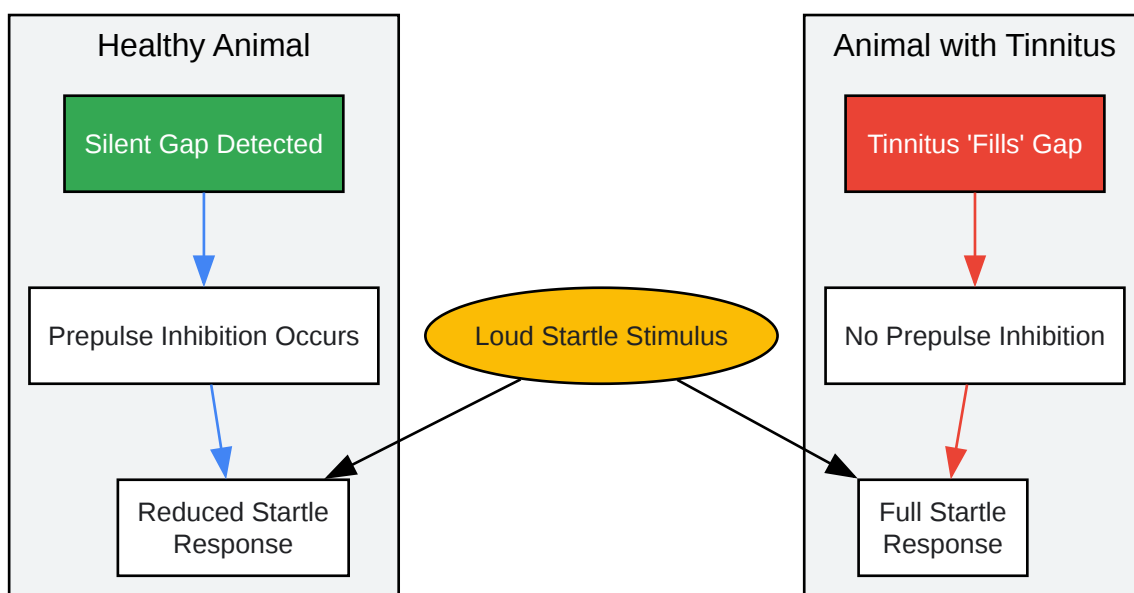 Healthy Animal
Silent Gap Detected
Prepulse Inhibition Occurs
Reduced Startle
Response
Loud Startle Stimulus
Animal with Tinnitus
Tinnitus 'Fills' Gap
No Prepulse Inhibition
Full Startle
Response